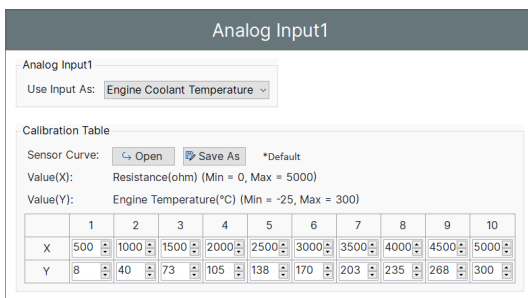 Analog Input1
Analog Input1
Use Input As: Engine Coolant Temperature
Calibration Table
Sensor Curve: Open Save As *Default
Value(X): Resistance(ohm) (Min = 0, Max = 5000)
Value(Y): Engine Temperature(°C) (Min = -25, Max = 300)
1 2 3 4 5 6 7 8 9 10
X 500 1000 1500 2000 2500 3000 3500 4000 4500 5000
Y 8 40 73 105 138 170 203 235 268 300